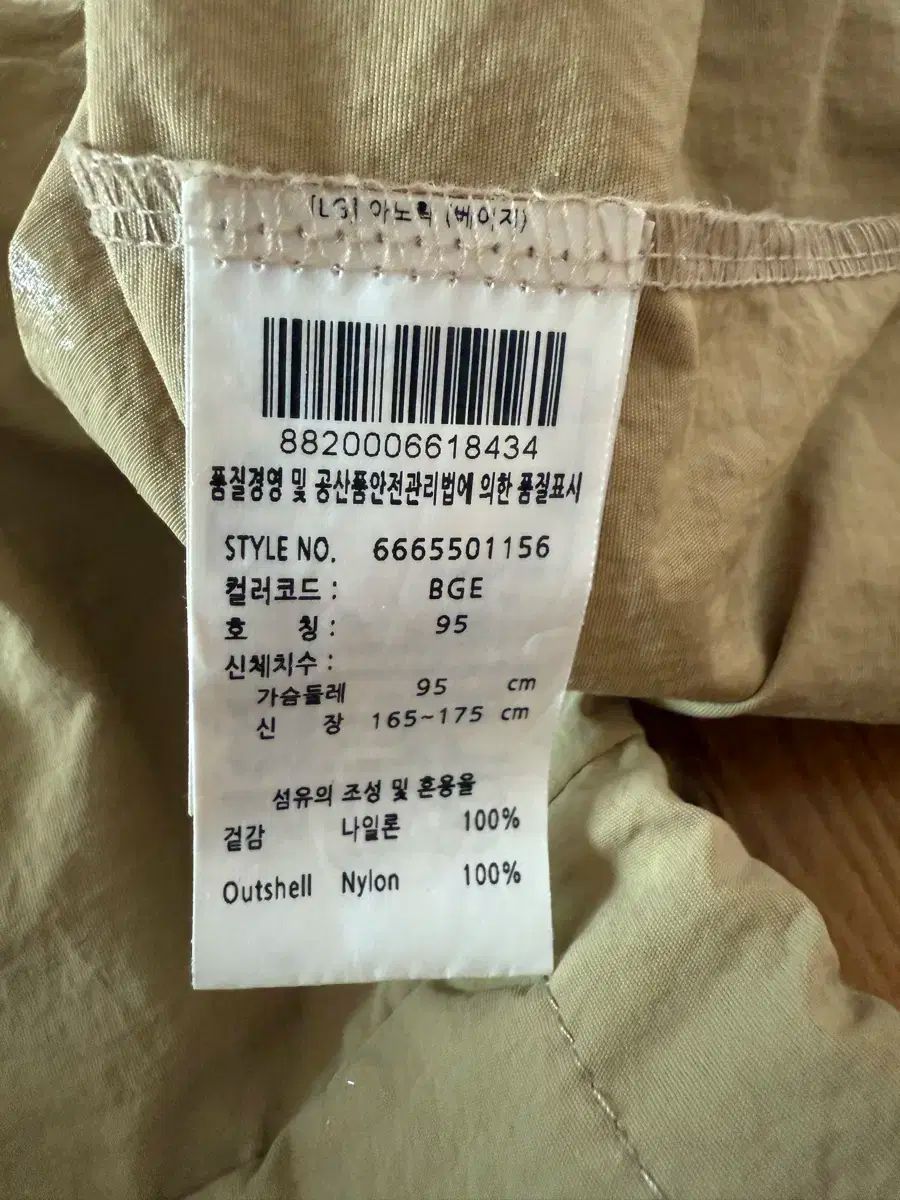 아노락 (베이지)
8820006618434
품질경영 및 공산품안전관리법에 의한 품질표시
STYLE NO. 6665501156
컬러코드 : BGE
호 칭 : 95
신체치수 :
가슴둘레 95 cm
신 장 165~175 cm
섬유의 조성 및 혼용율
겉감 나일론 100%
Outshell Nylon 100%